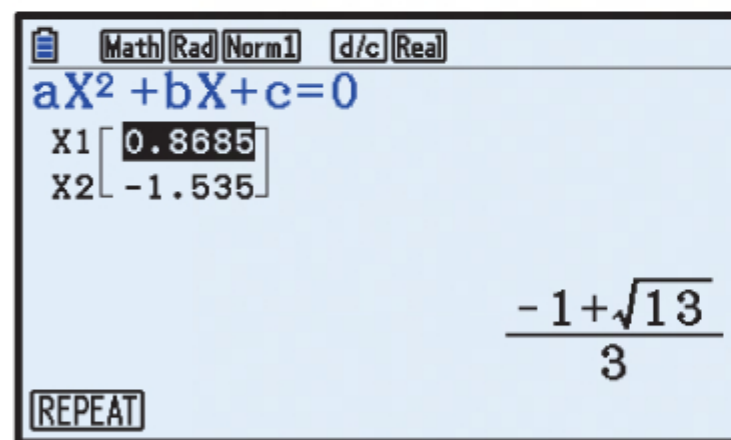 Math Rad Norm1 d/c Real
aX² +bX+c=0
X1[ 0.8685]
X2[ -1.535]
-1+√13
3
REPEAT